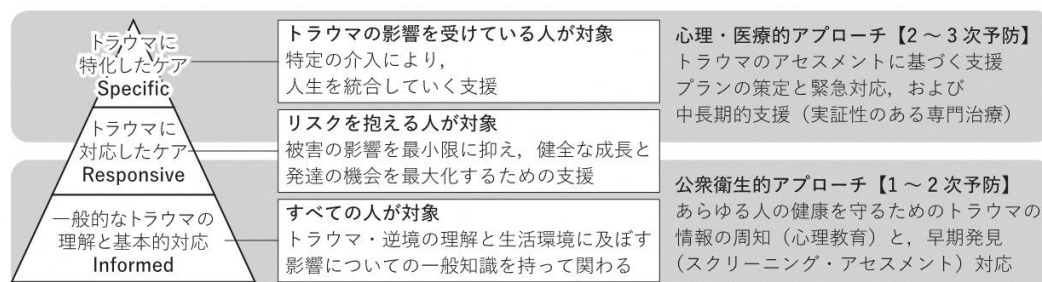 トラウマに
特化したケア
Specific
トラウマの影響を受けている人が対象
特定の介入により，
人生を統合していく支援
心理・医療的アプローチ【2～3次予防】
トラウマのアセスメントに基づく支援
プランの策定と緊急対応，および
中長期的支援（実証性のある専門治療）
トラウマに
対応したケア
Responsive
リスクを抱える人が対象
被害の影響を最小限に抑え，健全な成長と
発達の機会を最大化するための支援
一般的なトラウマの
理解と基本的対応
Informed
すべての人が対象
トラウマ・逆境の理解と生活環境に及ぼす
影響についての一般知識を持って関わる
公衆衛生的アプローチ【1～2次予防】
あらゆる人の健康を守るためのトラウマの
情報の周知（心理教育）と，早期発見
（スクリーニング・アセスメント）対応